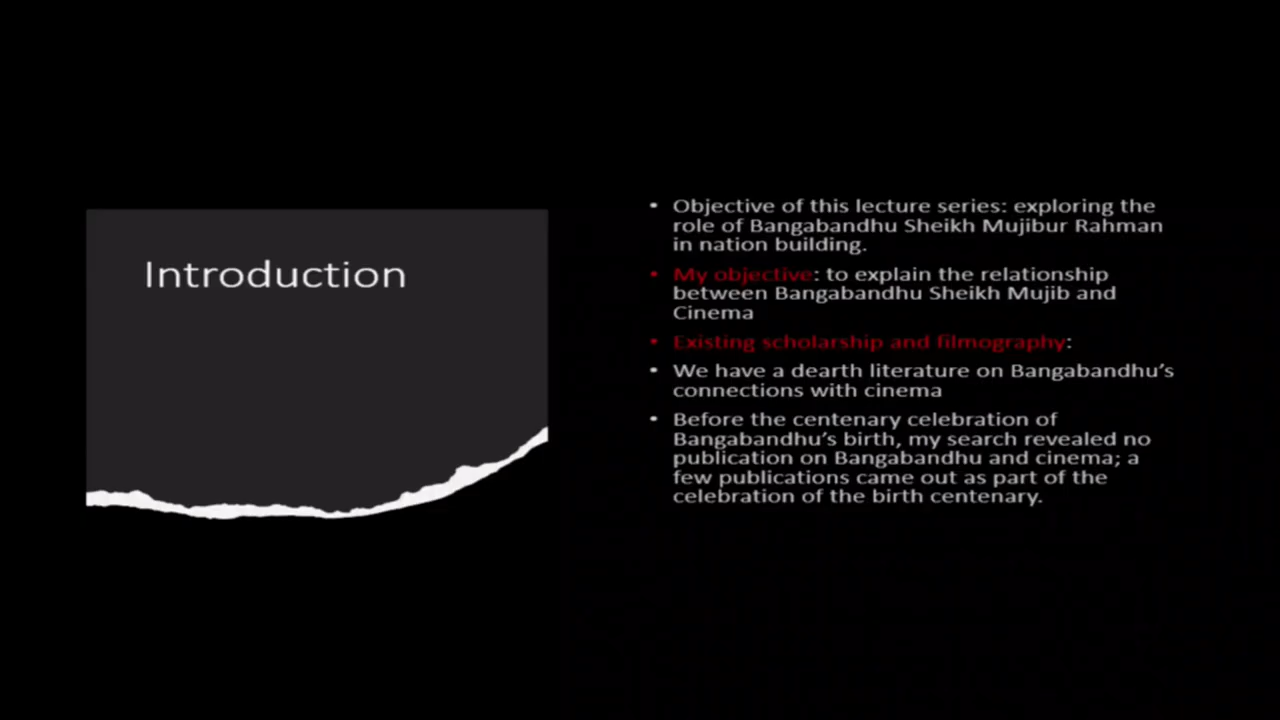 Introduction
• Objective of this lecture series: exploring the
role of Bangabandhu Sheikh Mujibur Rahman
in nation building.
• My objective: to explain the relationship
between Bangabandhu Sheikh Mujib and
Cinema
• Existing scholarship and filmography:
• We have a dearth literature on Bangabandhu’s
connections with cinema
• Before the centenary celebration of
Bangabandhu’s birth, my search revealed no
publication on Bangabandhu and cinema; a
few publications came out as part of the
celebration of the birth centenary.